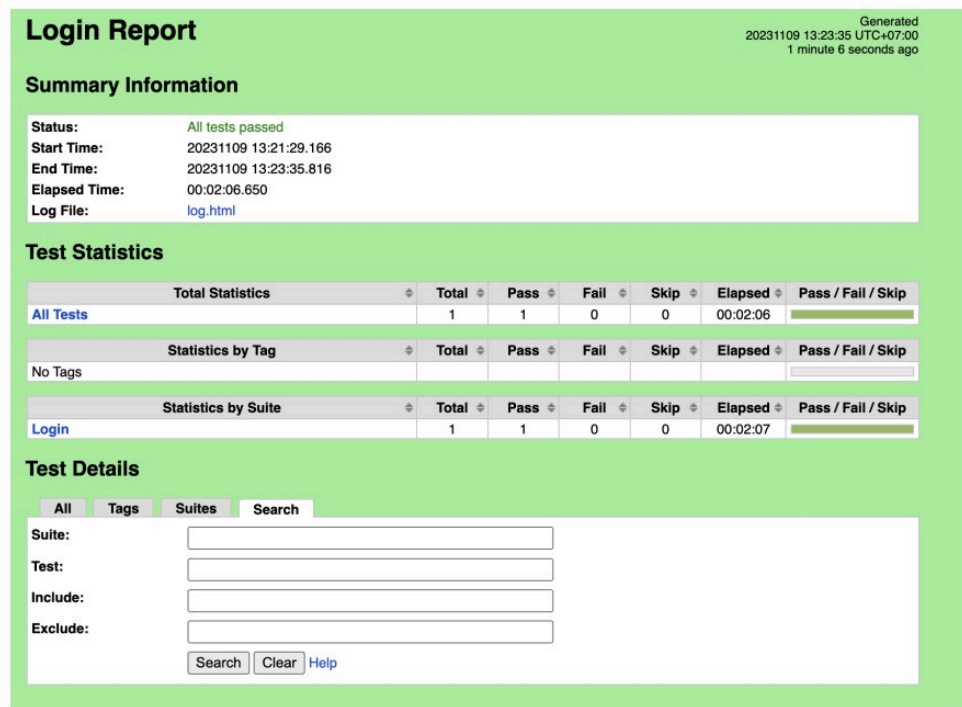 Login Report
Generated
20231109 13:23:35 UTC+07:00
1 minute 6 seconds ago
Summary Information
Status: All tests passed
Start Time: 20231109 13:21:29.166
End Time: 20231109 13:23:35.816
Elapsed Time: 00:02:06.650
Log File: log.html
Test Statistics
Total Statistics Total Pass Fail Skip Elapsed Pass / Fail / Skip
All Tests 1 1 0 0 00:02:06
Statistics by Tag Total Pass Fail Skip Elapsed Pass / Fail / Skip
No Tags
Statistics by Suite Total Pass Fail Skip Elapsed Pass / Fail / Skip
Login 1 1 0 0 00:02:07
Test Details
All Tags Suites Search
Suite:
Test:
Include:
Exclude:
Search Clear Help